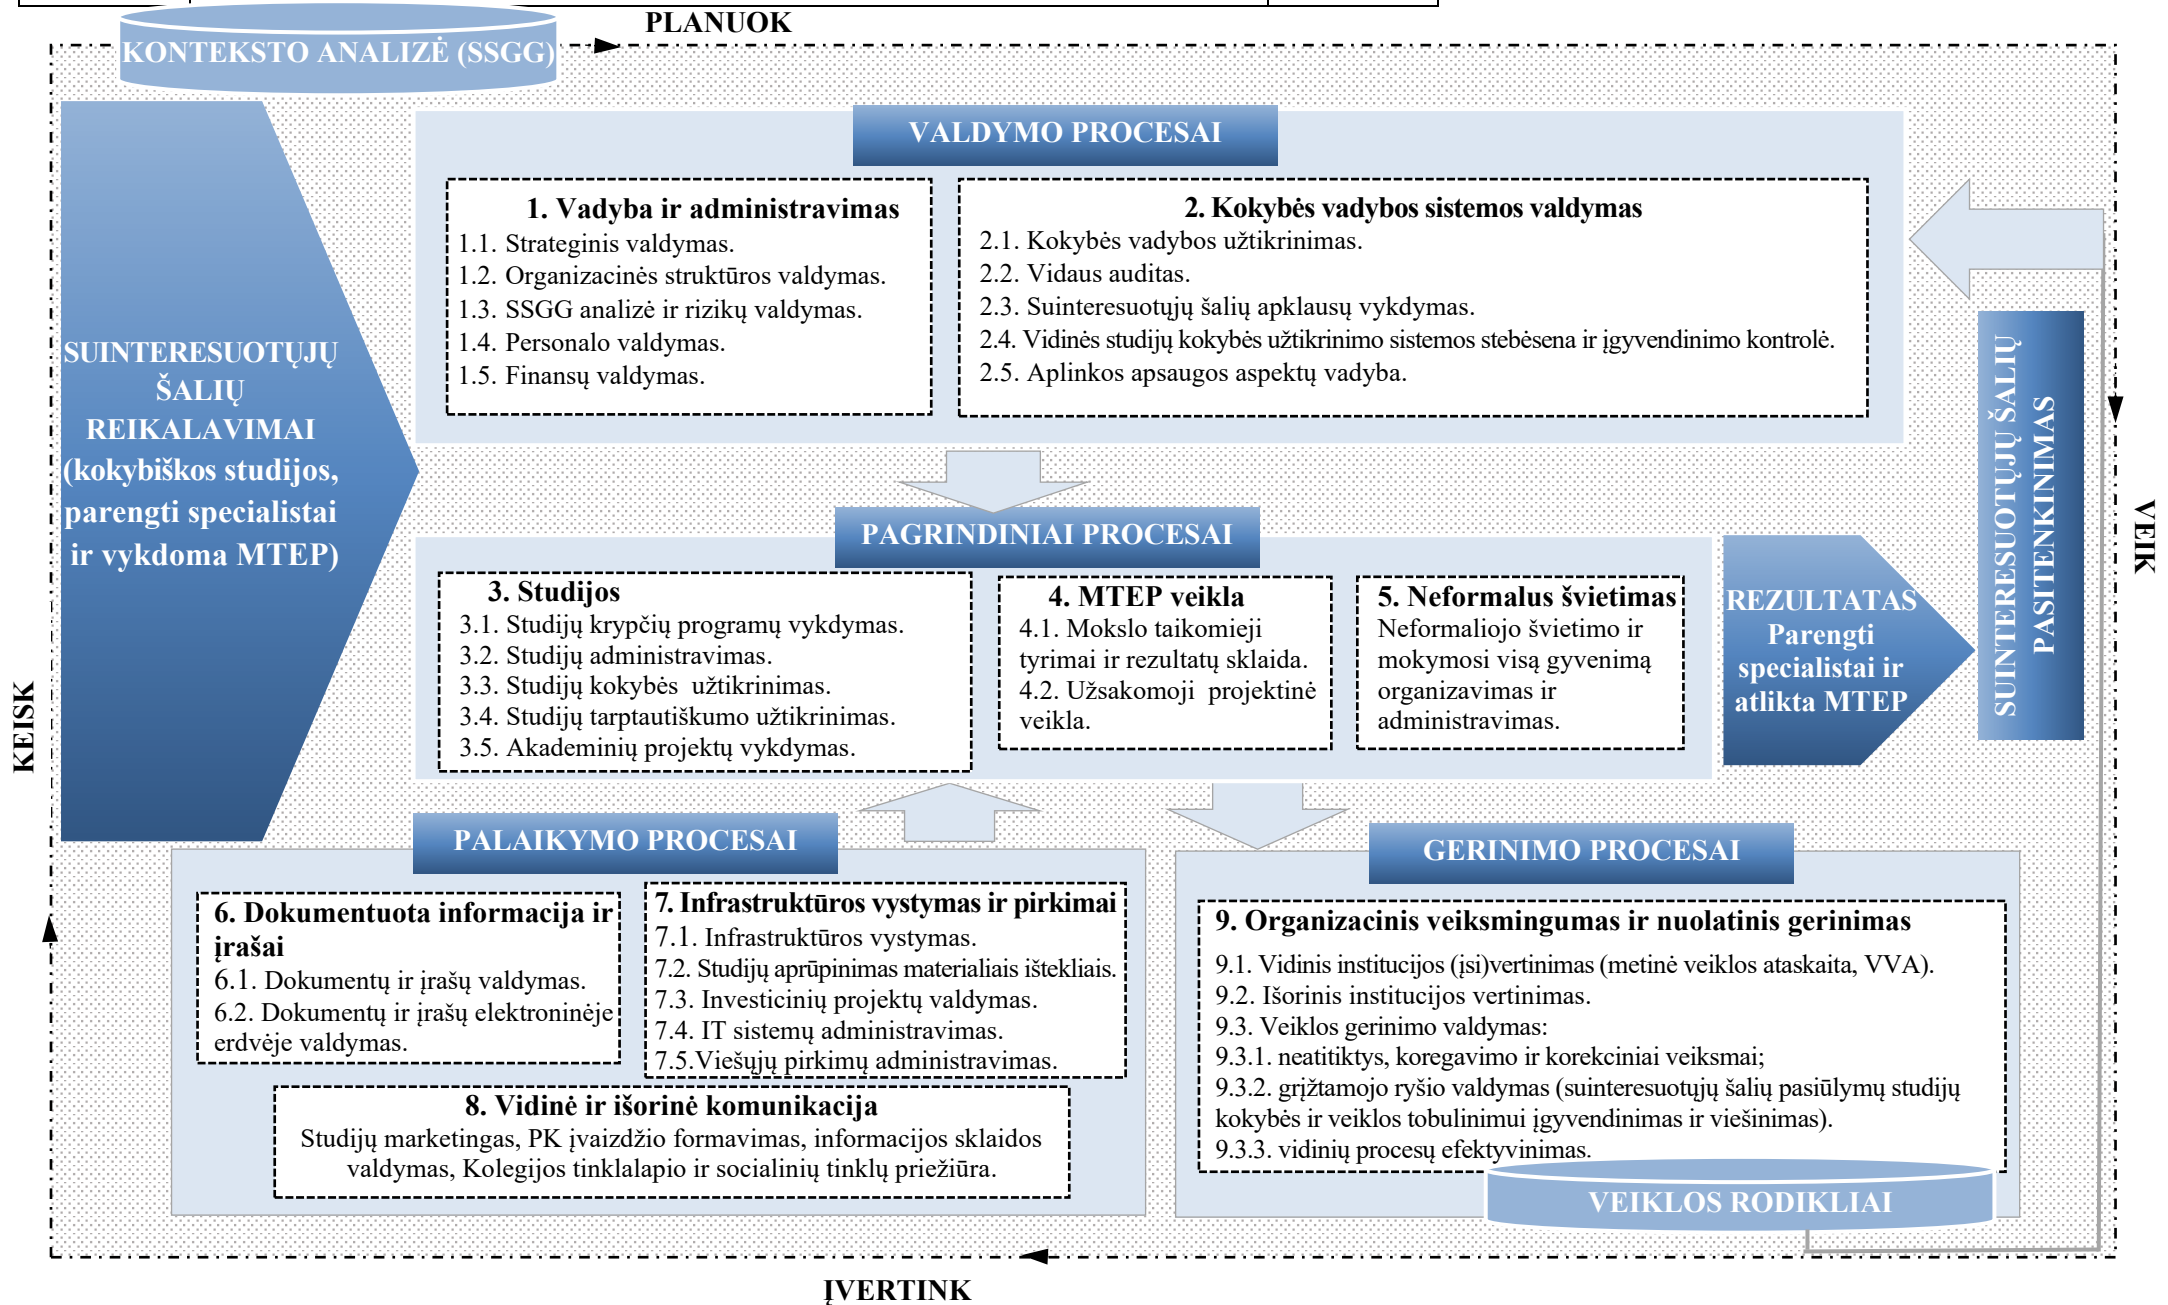 PLANUOK
KONTEKSTO ANALIZĖ (SSGG)
VALDYMO PROCESAI
1. Vadyba ir administravimas
1.1. Strateginis valdymas.
1.2. Organizacinės struktūros valdymas.
1.3. SSGG analizė ir rizikų valdymas.
1.4. Personalo valdymas.
1.5. Finansų valdymas.
2. Kokybės vadybos sistemos valdymas
2.1. Kokybės vadybos užtikrinimas.
2.2. Vidaus auditas.
2.3. Suinteresuotųjų šalių apklausų vykdymas.
2.4. Vidinės studijų kokybės užtikrinimo sistemos stebėsena ir įgyvendinimo kontrolė.
2.5. Aplinkos apsaugos aspektų vadyba.
SUINTERESUOTŲJŲ
ŠALIŲ
REIKALAVIMAI
(kokybiškos studijos,
parengti specialistai
ir vykdoma MTEP)
PAGRINDINIAI PROCESAI
3. Studijos
3.1. Studijų krypčių programų vykdymas.
3.2. Studijų administravimas.
3.3. Studijų kokybės užtikrinimas.
3.4. Studijų tarptautiškumo užtikrinimas.
3.5. Akademinių projektų vykdymas.
4. MTEP veikla
4.1. Mokslo taikomieji
tyrimai ir rezultatų sklaida.
4.2. Užsakomoji projektinė
veikla.
5. Neformalus švietimas
Neformaliojo švietimo ir
mokymosi visą gyvenimą
organizavimas ir
administravimas.
REZULTATAS
Parengti
specialistai ir
atlikta MTEP
SUINTERESUOTŲJŲ ŠALIŲ
PASITENKINIMAS
VEIK
KEISK
PALAIKYMO PROCESAI
6. Dokumentuota informacija ir
įrašai
6.1. Dokumentų ir įrašų valdymas.
6.2. Dokumentų ir įrašų elektroninėje
erdvėje valdymas.
7. Infrastruktūros vystymas ir pirkimai
7.1. Infrastruktūros vystymas.
7.2. Studijų aprūpinimas materialiais ištekliais.
7.3. Investicinių projektų valdymas.
7.4. IT sistemų administravimas.
7.5.Viešųjų pirkimų administravimas.
8. Vidinė ir išorinė komunikacija
Studijų marketingas, PK įvaizdžio formavimas, informacijos sklaidos
valdymas, Kolegijos tinklalapio ir socialinių tinklų priežiūra.
GERINIMO PROCESAI
9. Organizacinis veiksmingumas ir nuolatinis gerinimas
9.1. Vidinis institucijos (įsi)vertinimas (metinė veiklos ataskaita, VVA).
9.2. Išorinis institucijos vertinimas.
9.3. Veiklos gerinimo valdymas:
9.3.1. neatitiktys, koregavimo ir korekciniai veiksmai;
9.3.2. grįžtamojo ryšio valdymas (suinteresuotųjų šalių pasiūlymų studijų
kokybės ir veiklos tobulinimui įgyvendinimas ir viešinimas).
9.3.3. vidinių procesų efektyvinimas.
VEIKLOS RODIKLIAI
ĮVERTINK